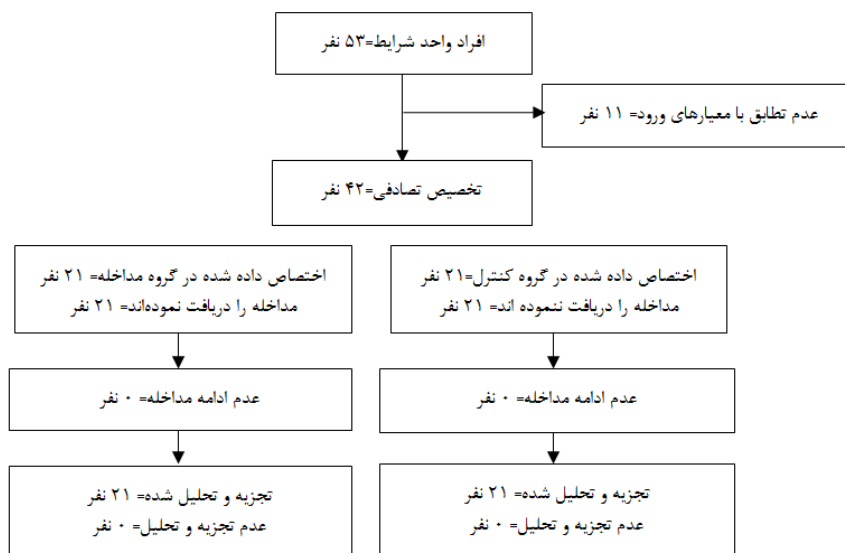 افراد واحد شرایط=۵۳ نفر
عدم تطابق با معیارهای ورود= ۱۱ نفر
تخصیص تصادفی=۴۲ نفر
اختصاص داده شده در گروه کنترل=۲۱ نفر
مداخله را دریافت ننموده اند= ۲۱ نفر
اختصاص داده شده در گروه مداخله= ۲۱ نفر
مداخله را دریافت نموده‌اند= ۲۱ نفر
عدم ادامه مداخله= ۰ نفر
عدم ادامه مداخله= ۰ نفر
تجزیه و تحلیل شده= ۲۱ نفر
عدم تجزیه و تحلیل= ۰ نفر
تجزیه و تحلیل شده= ۲۱ نفر
عدم تجزیه و تحلیل= ۰ نفر